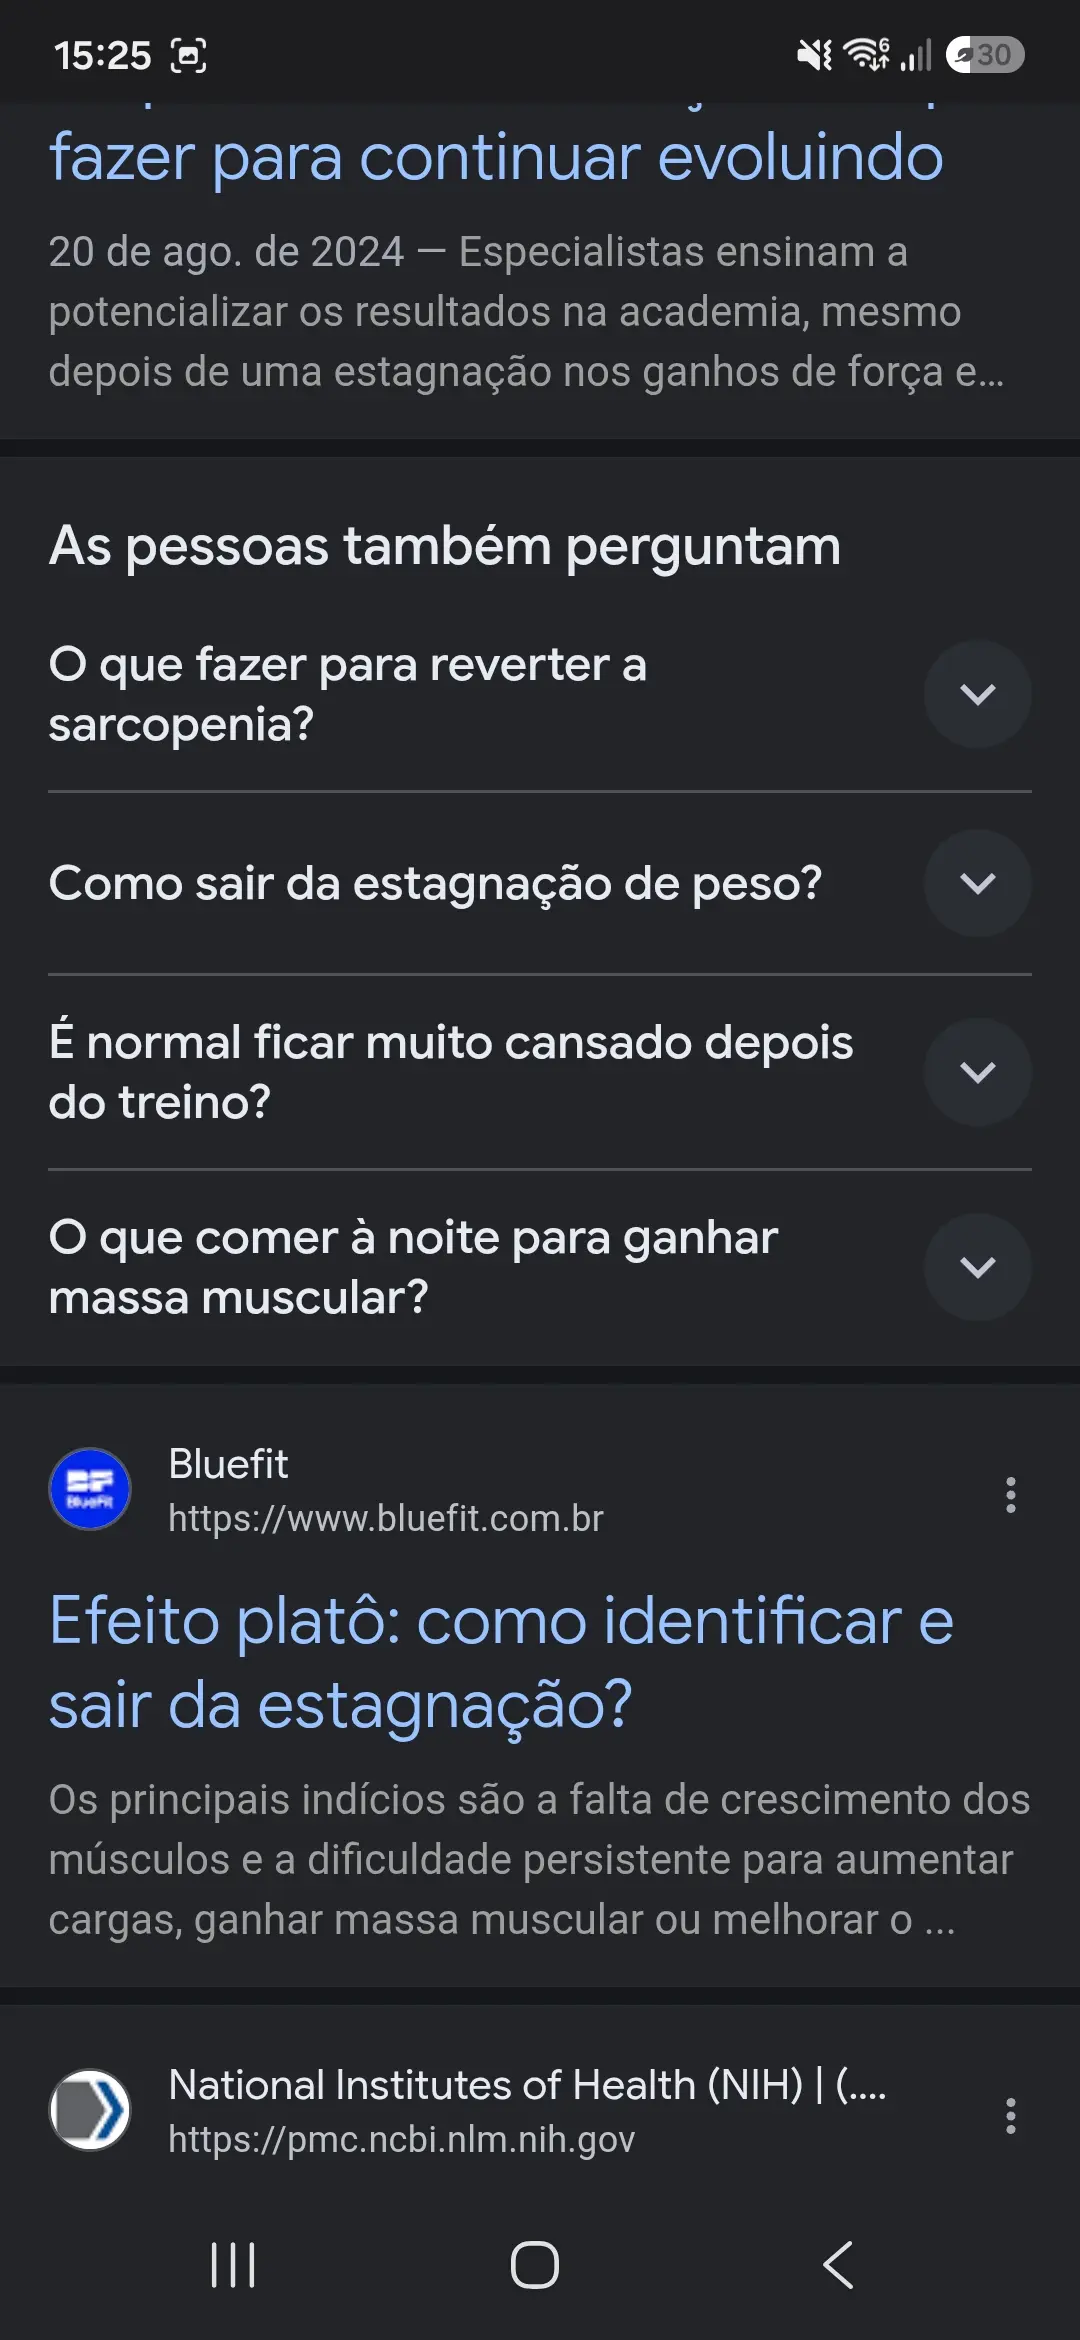 15:25
6
30
fazer para continuar evoluindo
20 de ago. de 2024 — Especialistas ensinam a
potencializar os resultados na academia, mesmo
depois de uma estagnação nos ganhos de força e...
As pessoas também perguntam
O que fazer para reverter a
sarcopenia?
Como sair da estagnação de peso?
É normal ficar muito cansado depois
do treino?
O que comer à noite para ganhar
massa muscular?
BF
BlueFit
Bluefit
https://www.bluefit.com.br
Efeito platô: como identificar e
sair da estagnação?
Os principais indícios são a falta de crescimento dos
músculos e a dificuldade persistente para aumentar
cargas, ganhar massa muscular ou melhorar o ...
National Institutes of Health (NIH) | (....
https://pmc.ncbi.nlm.nih.gov